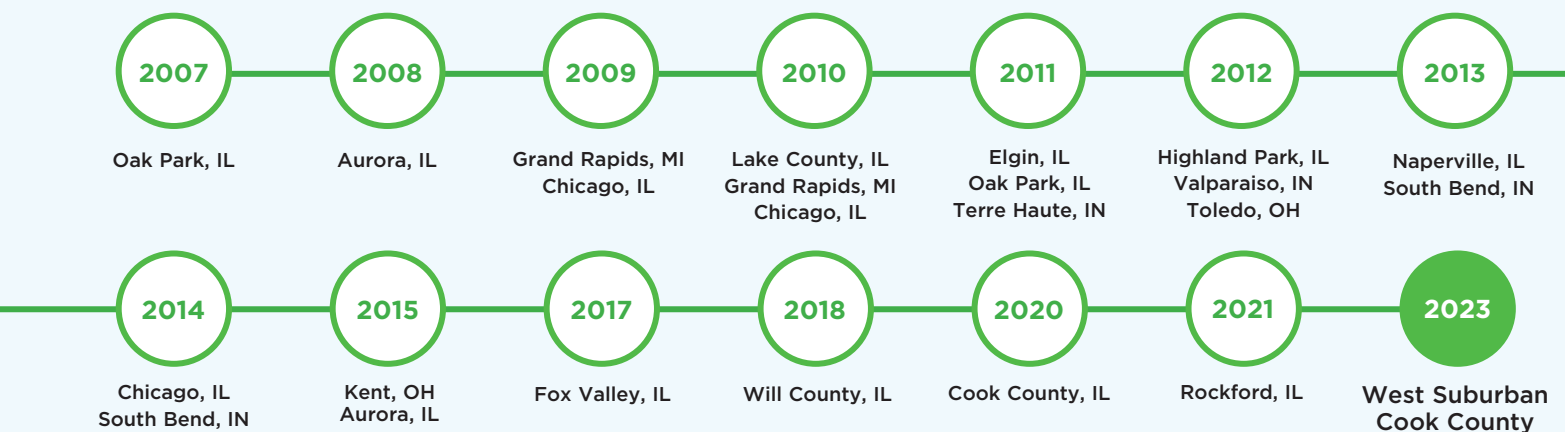 2007
2008
2009
2010
2011
2012
2013
Oak Park, IL
Aurora, IL
Grand Rapids, MI
Chicago, IL
Lake County, IL
Grand Rapids, MI
Chicago, IL
Elgin, IL
Oak Park, IL
Terre Haute, IN
Highland Park, IL
Valparaiso, IN
Toledo, OH
Naperville, IL
South Bend, IN
2014
2015
2017
2018
2020
2021
2023
Chicago, IL
South Bend, IN
Kent, OH
Aurora, IL
Fox Valley, IL
Will County, IL
Cook County, IL
Rockford, IL
West Suburban
Cook County